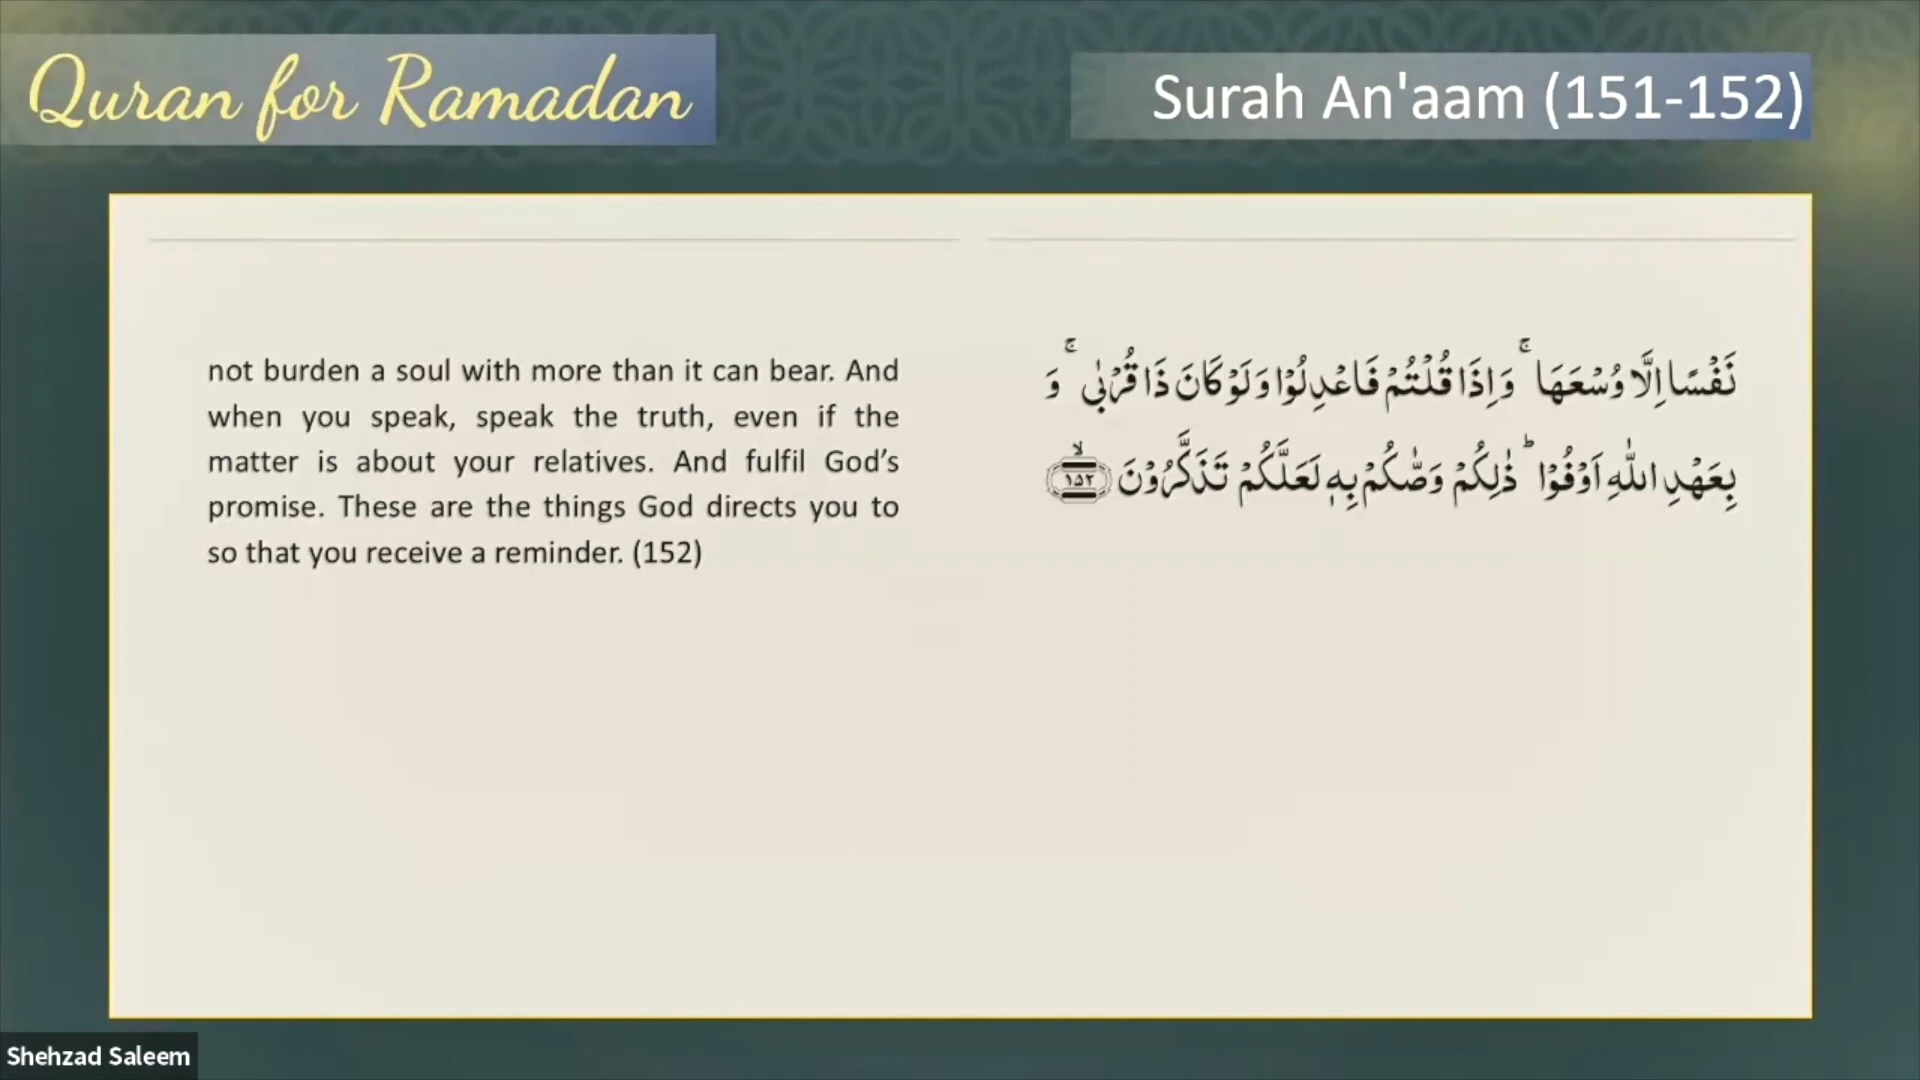 Quran for Ramadan
Surah An'aam (151-152)
not burden a soul with more than it can bear. And
when you speak, speak the truth, even if the
matter is about your relatives. And fulfil God’s
promise. These are the things God directs you to
so that you receive a reminder. (152)
نَفْسًا اِلَّا وُسْعَهَا ۚ وَاِذَا قُلْتُمْ فَاعْدِلُوْا وَلَوْ كَانَ ذَا قُرْبٰى ۚ وَ
بِعَهْدِ اللّٰهِ اَوْفُوْا ؕ ذٰلِكُمْ وَصّٰكُمْ بِهٖ لَعَلَّكُمْ تَذَكَّرُوْنَ ۙ ۱۵۲
Shehzad Saleem